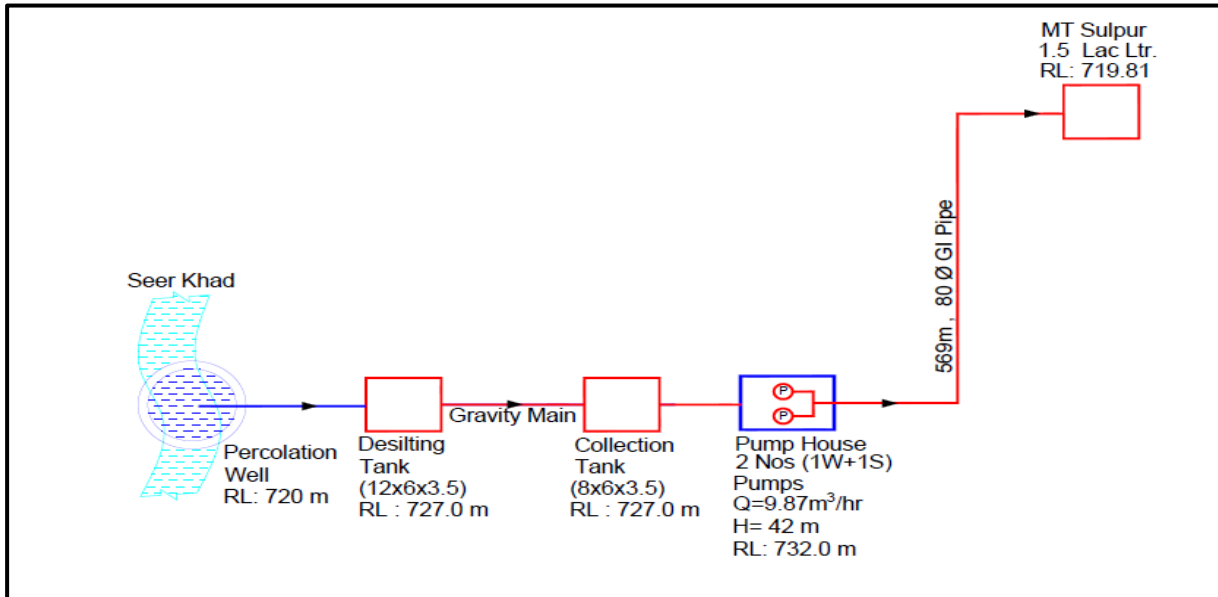 MT Sulpur
1.5 Lac Ltr.
RL: 719.81
569m , 80 Ø GI Pipe
Seer Khad
Percolation
Well
RL: 720 m
Desilting
Tank
(12x6x3.5)
RL : 727.0 m
Gravity Main
Collection
Tank
(8x6x3.5)
RL : 727.0 m
P
P
Pump House
2 Nos (1W+1S)
Pumps
Q=9.87m³/hr
H= 42 m
RL: 732.0 m